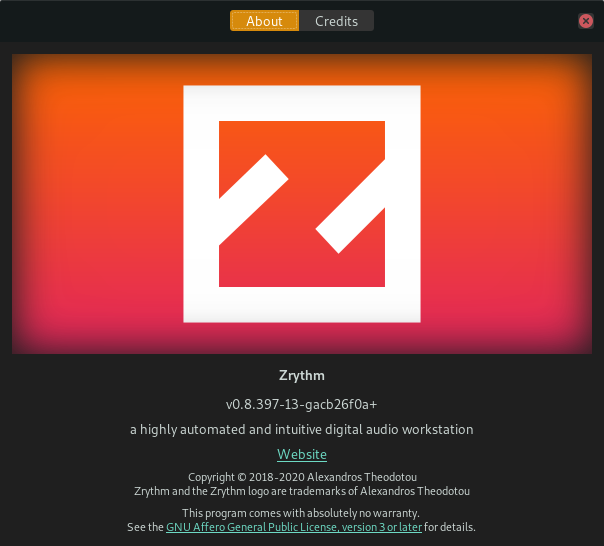 About Credits
Zrythm
v0.8.397-13-gacb26f0a+
a highly automated and intuitive digital audio workstation
Website
Copyright © 2018-2020 Alexandros Theodotou
Zrythm and the Zrythm logo are trademarks of Alexandros Theodotou
This program comes with absolutely no warranty.
See the GNU Affero General Public License, version 3 or later for details.